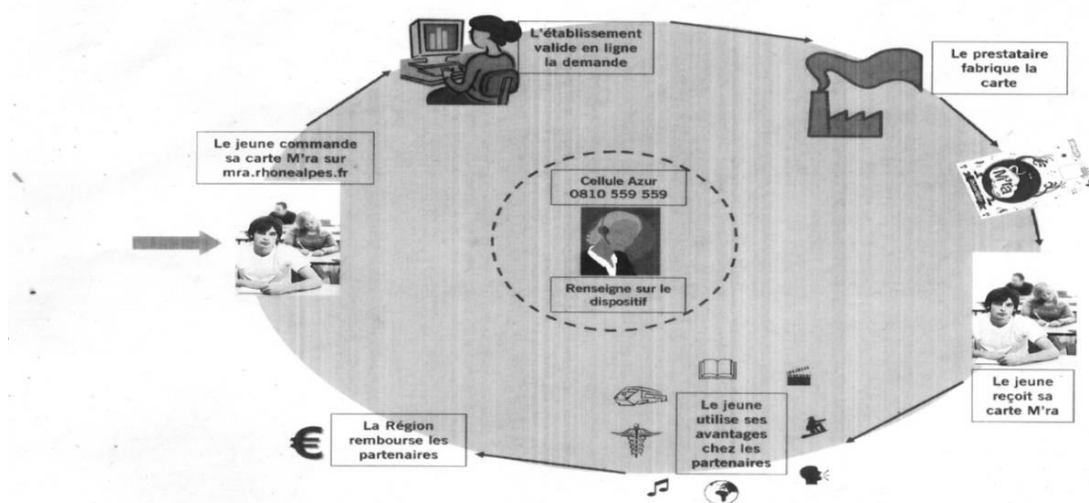 L'établissement
valide en ligne
la demande
Le prestataire
fabrique la
carte
Le jeune commande
sa carte M'ra sur
mra.rhonealpes.fr
M'ra
Cellule Azur
0810 559 559
Renseigne sur le
dispositif
Le jeune
reçoit sa
carte M'ra
Le jeune
utilise ses
avantages
chez les
partenaires
La Région
rembourse les
partenaires
€